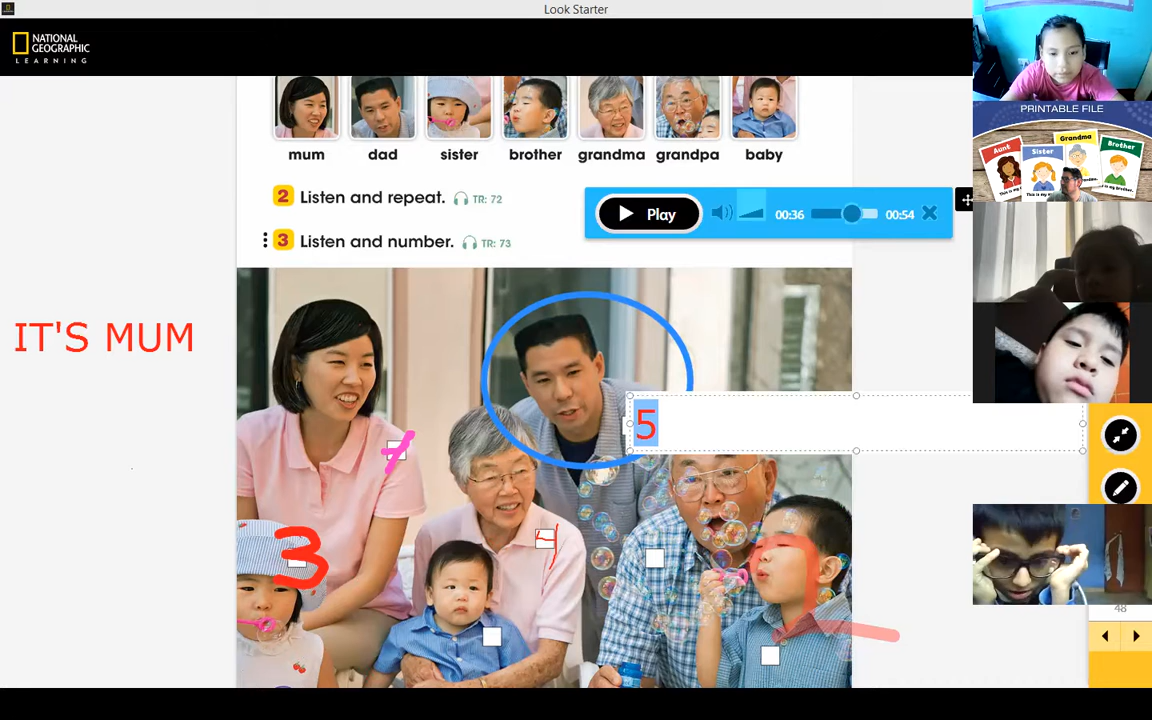 Look Starter
NATIONAL
GEOGRAPHIC
LEARNING
mum dad sister brother grandma grandpa baby
2 Listen and repeat. TR: 72
3 Listen and number. TR: 73
Play 00:36 00:54
IT'S MUM
5
3
4
PRINTABLE FILE
Aunt
Sister
Grandma
Brother
48